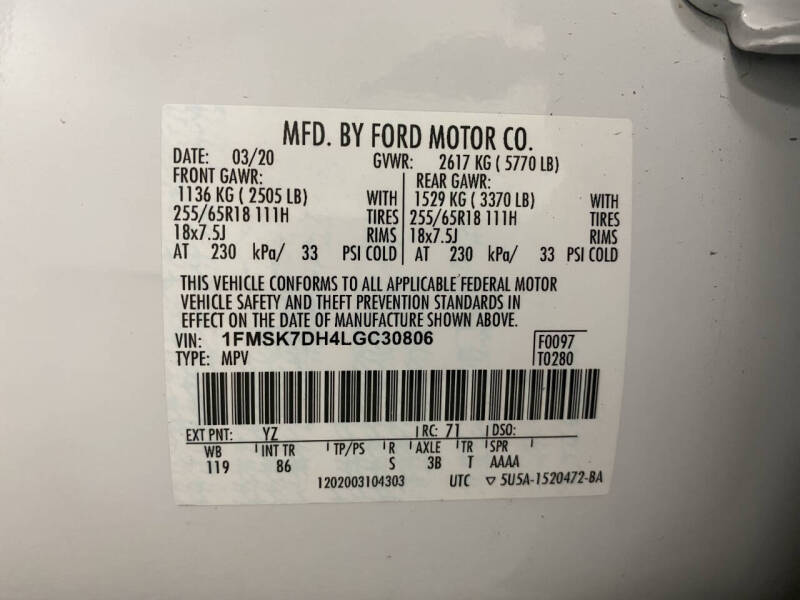 MFD. BY FORD MOTOR CO.
DATE: 03/20 GVWR: 2617 KG ( 5770 LB)
FRONT GAWR: REAR GAWR:
1136 KG ( 2505 LB) WITH 1529 KG ( 3370 LB) WITH
255/65R18 111H TIRES 255/65R18 111H TIRES
18x7.5J RIMS 18x7.5J RIMS
AT 230 kPa/ 33 PSI COLD AT 230 kPa/ 33 PSI COLD
THIS VEHICLE CONFORMS TO ALL APPLICABLE FEDERAL MOTOR
VEHICLE SAFETY AND THEFT PREVENTION STANDARDS IN
EFFECT ON THE DATE OF MANUFACTURE SHOWN ABOVE.
VIN: 1FMSK7DH4LGC30806 F0097
TYPE: MPV T0280
EXT PNT: YZ RC: 71 DSO:
WB INT TR TP/PS R AXLE TR SPR
119 86 S 3B T AAAA
1202003104303 UTC ▽ 5U5A-1520472-BA